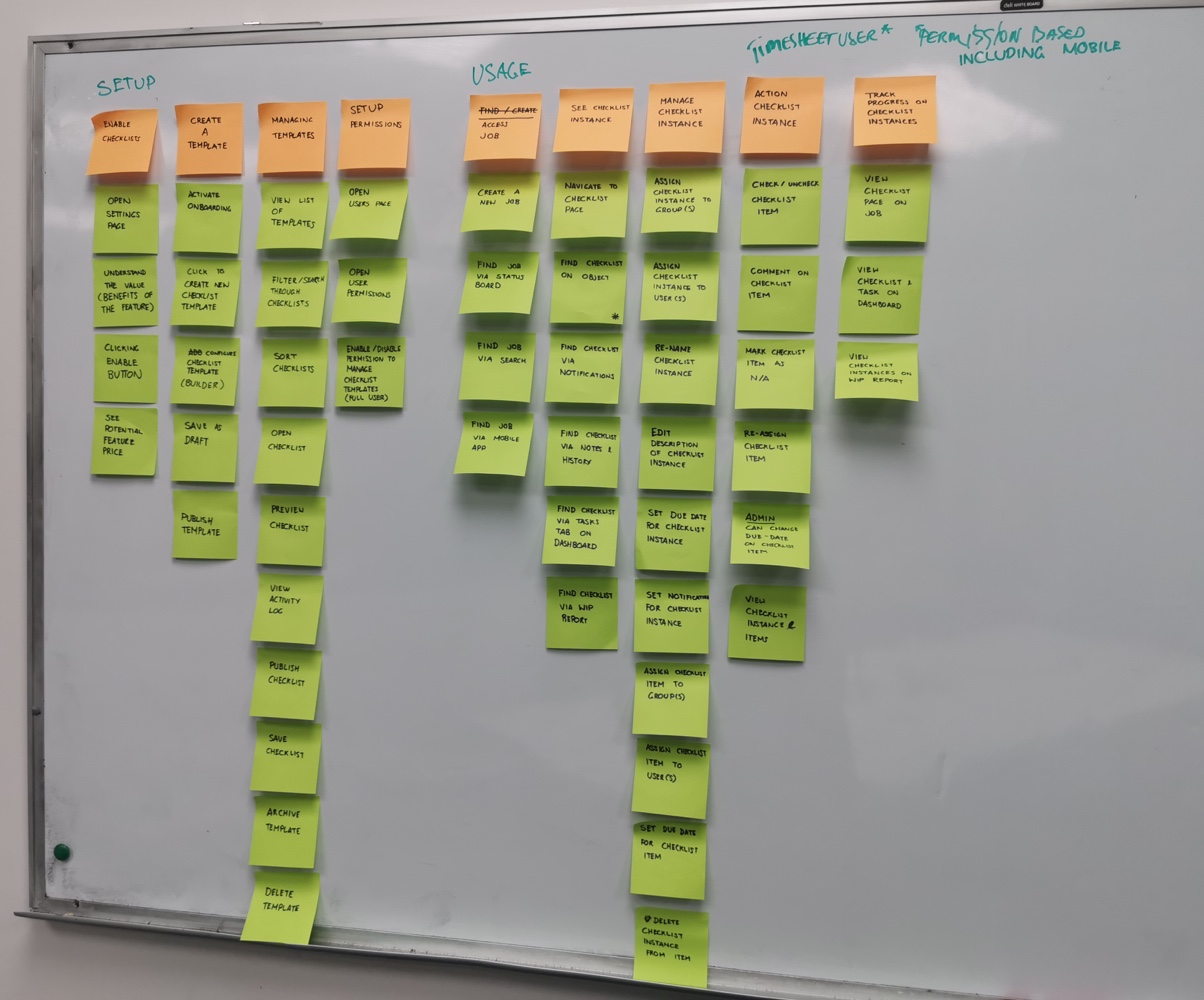 SETUP
ENABLE
CHECKLISTS
OPEN
SETTINGS
PAGE
UNDERSTAND
THE VALUE
(BENEFITS OF
THE FEATURE)
CLICKING
ENABLE
BUTTON
SEE
POTENTIAL
FEATURE
PRICE
CREATE
A
TEMPLATE
ACTIVATE
ONBOARDING
CLICK TO
CREATE NEW
CHECKLIST
TEMPLATE
ADD CONFIGURE
CHECKLIST
TEMPLATE
(BUILDER)
SAVE AS
DRAFT
PUBLISH
TEMPLATE
MANAGING
TEMPLATES
VIEW LIST
OF
TEMPLATES
FILTER/SEARCH
THROUGH
CHECKLISTS
SORT
CHECKLISTS
OPEN
CHECKLIST
PREVIEW
CHECKLIST
VIEW
ACTIVITY
LOG
PUBLISH
CHECKLIST
SAVE
CHECKLIST
ARCHIVE
TEMPLATE
DELETE
TEMPLATE
SETUP
PERMISSIONS
OPEN
USERS PAGE
OPEN
USER
PERMISSIONS
ENABLE/DISABLE
PERMISSION TO
MANAGE
CHECKLIST
TEMPLATES
(FULL USER)
USAGE
FIND / CREATE
ACCESS
JOB
CREATE A
NEW JOB
FIND JOB
VIA STATUS
BOARD
FIND JOB
VIA SEARCH
FIND JOB
VIA MOBILE
APP
SEE CHECKLIST
INSTANCE
NAVIGATE TO
CHECKLIST
PAGE
FIND CHECKLIST
ON OBJECT
*
FIND CHECKLIST
VIA
NOTIFICATIONS
FIND CHECKLIST
VIA NOTES &
HISTORY
FIND CHECKLIST
VIA TASKS
TAB ON
DASHBOARD
FIND CHECKLIST
VIA WIP
REPORT
MANAGE
CHECKLIST
INSTANCE
ASSIGN
CHECKLIST
INSTANCE TO
GROUP(S)
ASSIGN
CHECKLIST
INSTANCE TO
USER(S)
RE-NAME
CHECKLIST
INSTANCE
EDIT
DESCRIPTION
OF CHECKLIST
INSTANCE
SET DUE DATE
FOR CHECKLIST
INSTANCE
SET NOTIFICATION
FOR CHECKLIST
INSTANCE
ASSIGN CHECKLIST
ITEM TO
GROUP(S)
ASSIGN CHECKLIST
ITEM TO
USER(S)
SET DUE DATE
FOR CHECKLIST
ITEM
DELETE
CHECKLIST
INSTANCE
FROM ITEM
TIMESHEET USER*
ACTION
CHECKLIST
INSTANCE
CHECK / UNCHECK
CHECKLIST
ITEM
COMMENT ON
CHECKLIST
ITEM
MARK CHECKLIST
ITEM AS
N/A
RE-ASSIGN
CHECKLIST
ITEM
ADMIN
CAN CHANGE
DUE-DATE
ON CHECKLIST
ITEM
VIEW
CHECKLIST
INSTANCE &
ITEMS
*PERMISSION BASED
INCLUDING MOBILE
TRACK
PROGRESS ON
CHECKLIST
INSTANCES
VIEW
CHECKLIST
PAGE ON
JOB
VIEW
CHECKLIST &
TASK ON
DASHBOARD
VIEW
CHECKLIST
INSTANCES ON
WIP REPORT